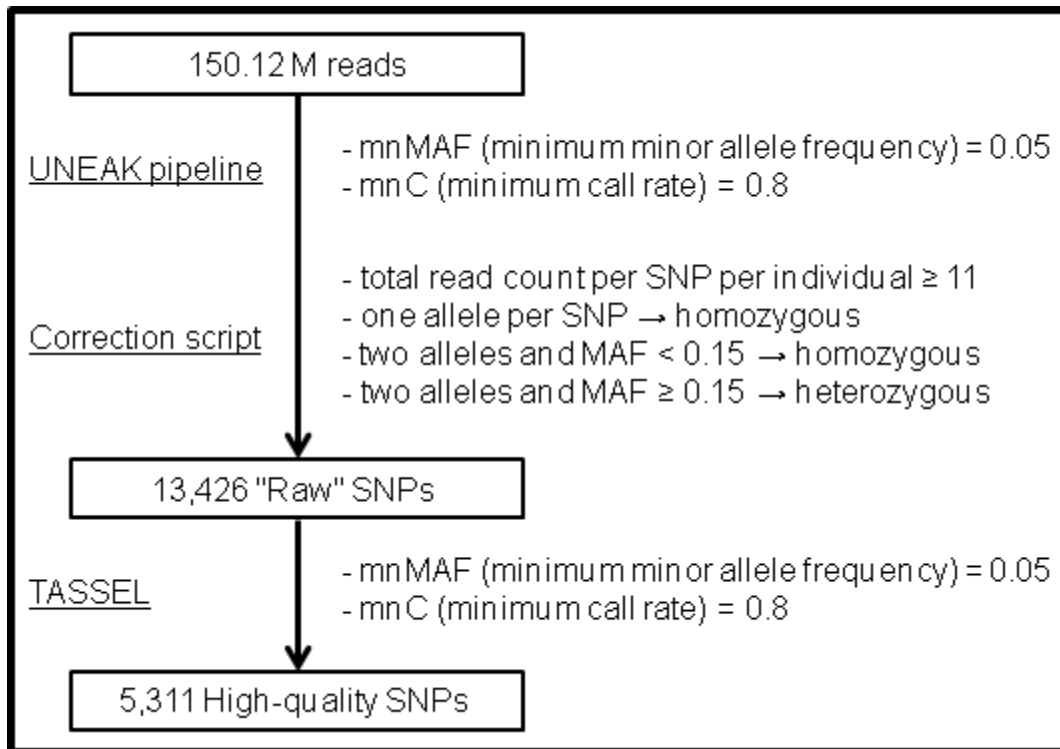 150.12 M reads
UNEAK pipeline
- mnMAF (minimum minor allele frequency) = 0.05
- mnC (minimum call rate) = 0.8
Correction script
- total read count per SNP per individual ≥ 11
- one allele per SNP → homozygous
- two alleles and MAF < 0.15 → homozygous
- two alleles and MAF ≥ 0.15 → heterozygous
13,426 "Raw" SNPs
TASSEL
- mnMAF (minimum minor allele frequency) = 0.05
- mnC (minimum call rate) = 0.8
5,311 High-quality SNPs